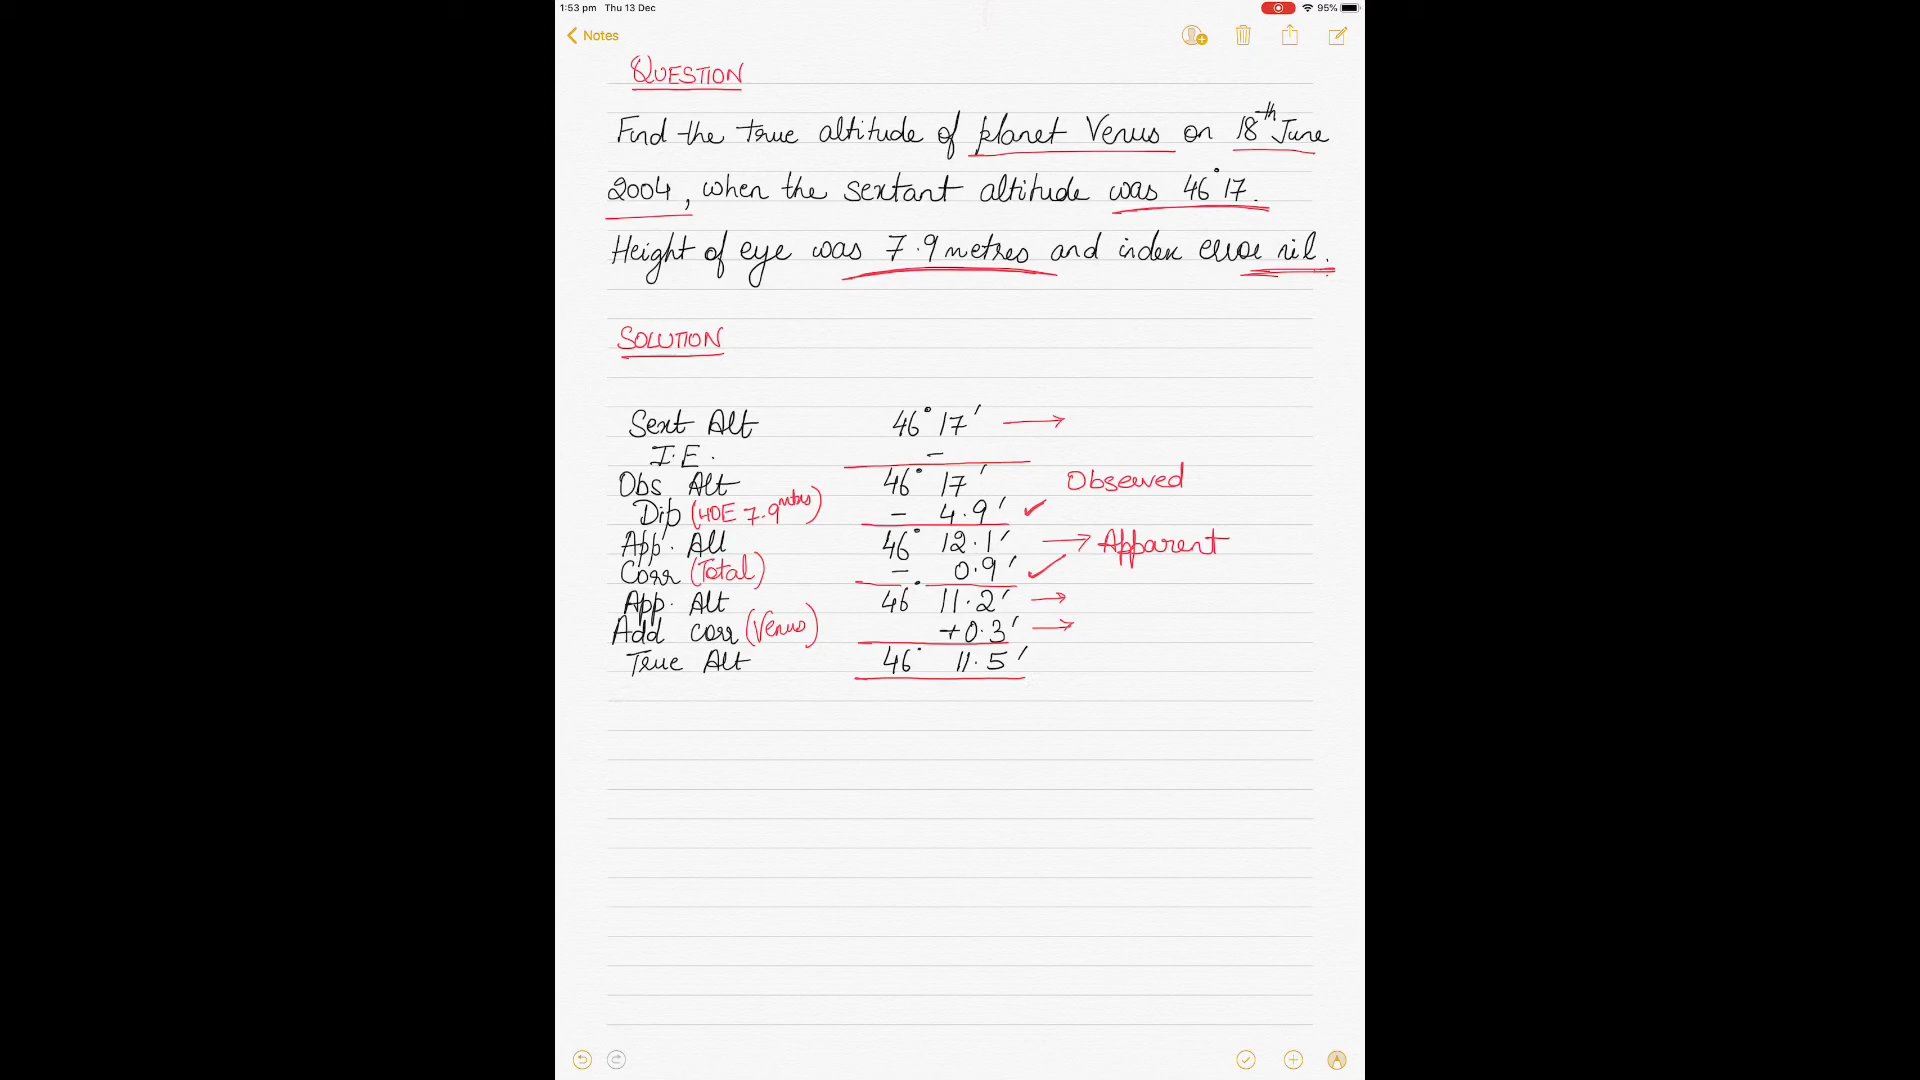 1:53 pm Thu 13 Dec 95%
Notes
QUESTION
Find the true altitude of planet Venus on 18th June
2004, when the sextant altitude was 46°17.
Height of eye was 7.9 metres and index error nil.
SOLUTION
Sext Alt 46° 17' →
I.E. -
Obs Alt 46° 17' Observed
Dip (HOE 7.9 mtrs) - 4.9' ✓
App. Alt 46° 12.1' → Apparent
Corr (Total) - 0.9' ✓
App. Alt 46° 11.2' →
Add corr (Venus) +0.3' →
True Alt 46° 11.5'